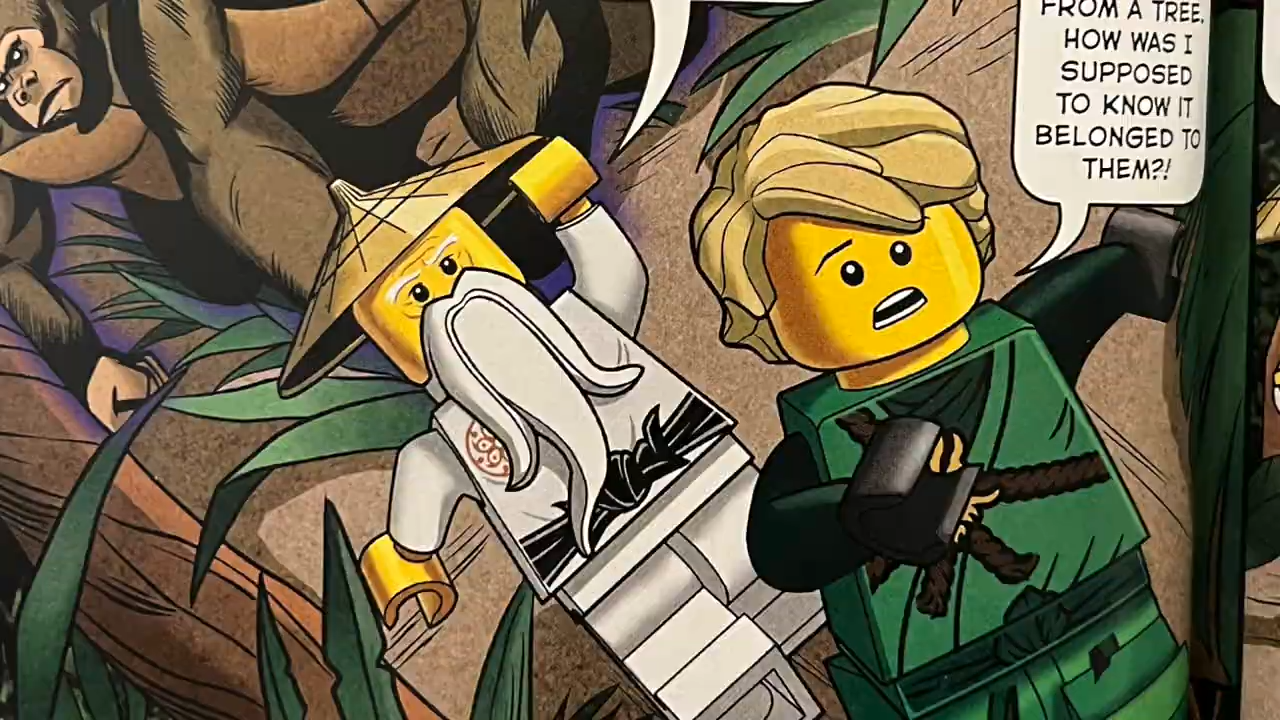 FROM A TREE,
HOW WAS I
SUPPOSED
TO KNOW IT
BELONGED TO
THEM?!